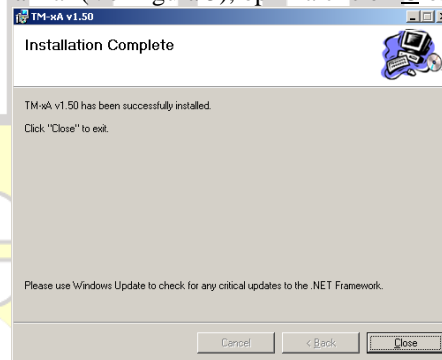 TM-xA v1.50
Installation Complete
TM-xA v1.50 has been successfully installed.
Click "Close" to exit.
Please use Windows Update to check for any critical updates to the .NET Framework.
Cancel
< Back
Close